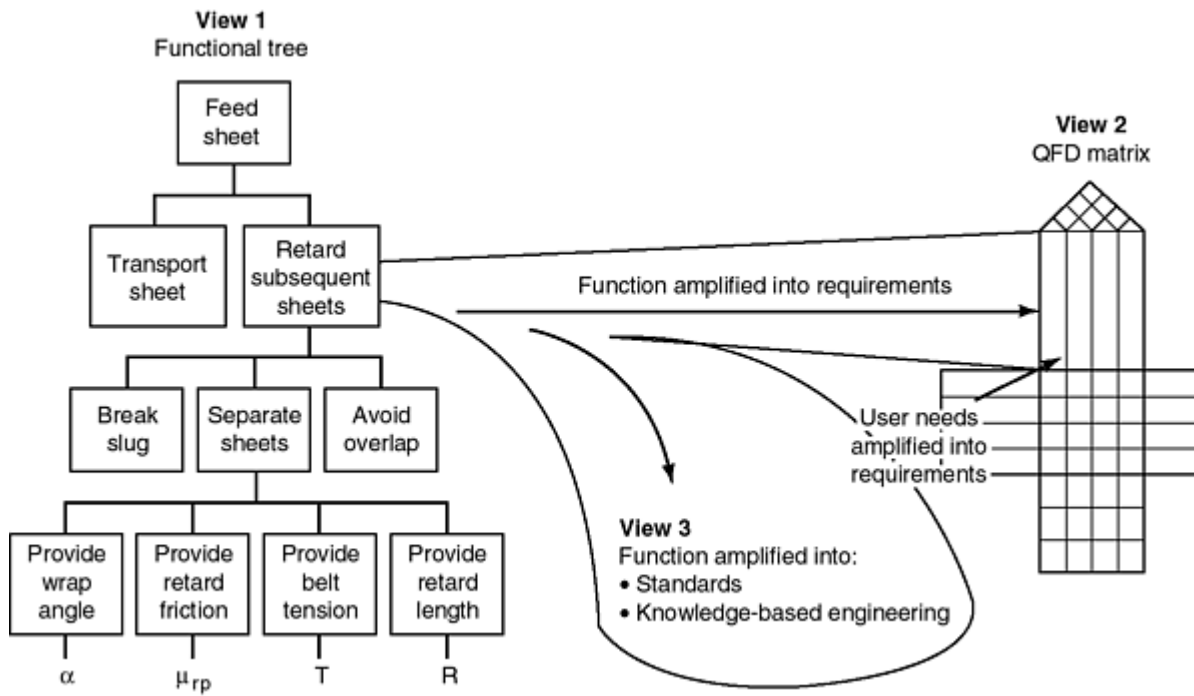 View 1
Functional tree
Feed
sheet
View 2
QFD matrix
Transport
sheet
Retard
subsequent
sheets
Function amplified into requirements
Break
slug
Separate
sheets
Avoid
overlap
User needs
amplified into
requirements
View 3
Function amplified into:
• Standards
• Knowledge-based engineering
Provide
wrap
angle
Provide
retard
friction
Provide
belt
tension
Provide
retard
length
α
μrp
T
R